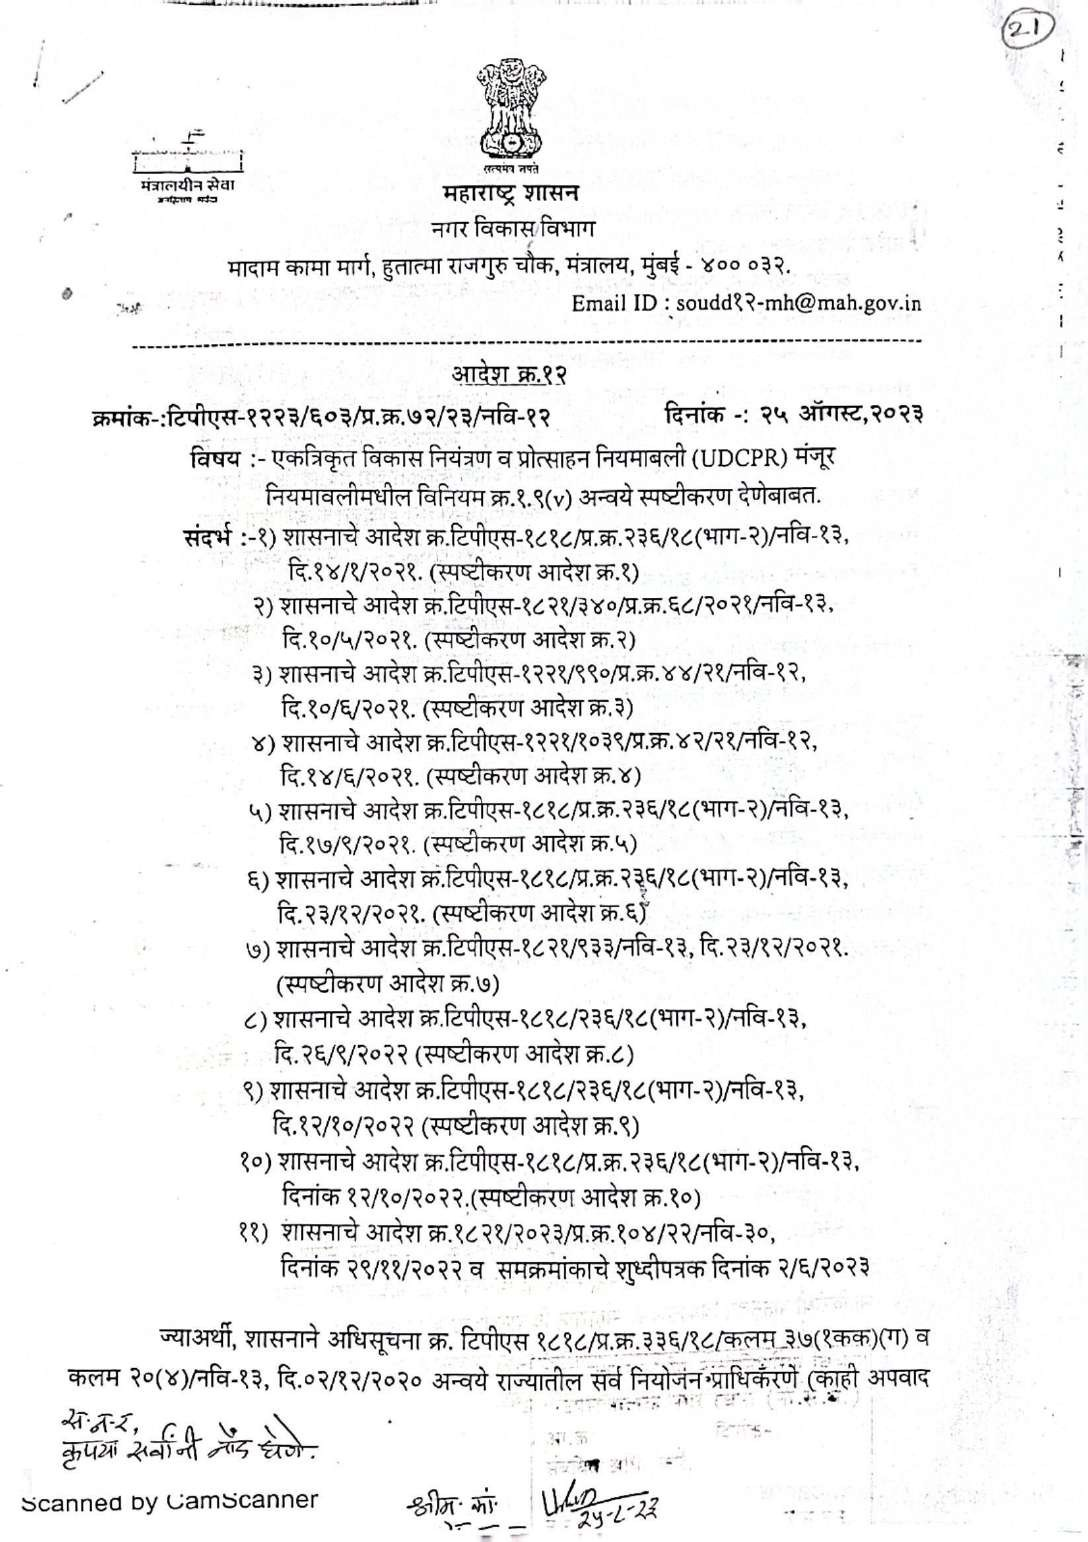 21
सत्यमेव जयते
मंत्रालयीन सेवा
महाराष्ट्र शासन
नगर विकास विभाग
मादाम कामा मार्ग, हुतात्मा राजगुरु चौक, मंत्रालय, मुंबई - ४०० ०३२.
Email ID : soudd१२-mh@mah.gov.in
आदेश क्र.१२
क्रमांक-:टिपीएस-१२२३/६०३/प्र.क्र.७२/२३/नवि-१२ दिनांक -: २५ ऑगस्ट,२०२३
विषय :- एकत्रिकृत विकास नियंत्रण व प्रोत्साहन नियमाबली (UDCPR) मंजूर
नियमावलीमधील विनियम क्र.१.९(v) अन्वये स्पष्टीकरण देणेबाबत.
संदर्भ :-१) शासनाचे आदेश क्र.टिपीएस-१८१८/प्र.क्र.२३६/१८(भाग-२)/नवि-१३,
दि.१४/१/२०२१. (स्पष्टीकरण आदेश क्र.१)
२) शासनाचे आदेश क्र.टिपीएस-१८२१/३४०/प्र.क्र.६८/२०२१/नवि-१३,
दि.१०/५/२०२१. (स्पष्टीकरण आदेश क्र.२)
३) शासनाचे आदेश क्र.टिपीएस-१२२१/९९०/प्र.क्र.४४/२१/नवि-१२,
दि.१०/६/२०२१. (स्पष्टीकरण आदेश क्र.३)
४) शासनाचे आदेश क्र.टिपीएस-१२२१/१०३९/प्र.क्र.४२/२१/नवि-१२,
दि.१४/६/२०२१. (स्पष्टीकरण आदेश क्र.४)
५) शासनाचे आदेश क्र.टिपीएस-१८१८/प्र.क्र.२३६/१८(भाग-२)/नवि-१३,
दि.१७/९/२०२१. (स्पष्टीकरण आदेश क्र.५)
६) शासनाचे आदेश क्र.टिपीएस-१८१८/प्र.क्र.२३६/१८(भाग-२)/नवि-१३,
दि.२३/१२/२०२१. (स्पष्टीकरण आदेश क्र.६)
७) शासनाचे आदेश क्र.टिपीएस-१८२१/९३३/नवि-१३, दि.२३/१२/२०२१.
(स्पष्टीकरण आदेश क्र.७)
८) शासनाचे आदेश क्र.टिपीएस-१८१८/२३६/१८(भाग-२)/नवि-१३,
दि.२६/९/२०२२ (स्पष्टीकरण आदेश क्र.८)
९) शासनाचे आदेश क्र.टिपीएस-१८१८/२३६/१८(भाग-२)/नवि-१३,
दि.१२/१०/२०२२ (स्पष्टीकरण आदेश क्र.९)
१०) शासनाचे आदेश क्र.टिपीएस-१८१८/प्र.क्र.२३६/१८(भाग-२)/नवि-१३,
दिनांक १२/१०/२०२२.(स्पष्टीकरण आदेश क्र.१०)
११) शासनाचे आदेश क्र.१८२१/२०२३/प्र.क्र.१०४/२२/नवि-३०,
दिनांक २९/११/२०२२ व समक्रमांकाचे शुध्दीपत्रक दिनांक २/६/२०२३
ज्याअर्थी, शासनाने अधिसूचना क्र. टिपीएस १८१८/प्र.क्र.३३६/१८/कलम ३७(१कक)(ग) व
कलम २०(४)/नवि-१३, दि.०२/१२/२०२० अन्वये राज्यातील सर्व नियोजन प्राधिकरणे (काही अपवाद
स.न.र,
कृपया सर्वांनी नोंद घेणे.
Scanned by CamScanner
२५-८-२३